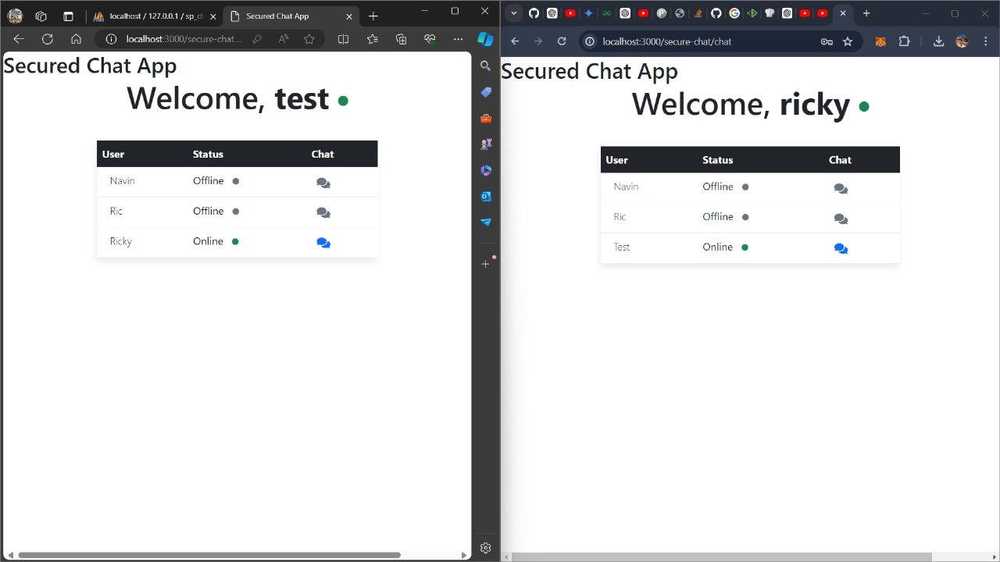 localhost / 127.0.0.1 / sp_ch
Secured Chat App
localhost:3000/secure-chat...
Secured Chat App
Welcome, test
User Status Chat
Navin Offline
Ric Offline
Ricky Online
localhost:3000/secure-chat/chat
Secured Chat App
Welcome, ricky
User Status Chat
Navin Offline
Ric Offline
Test Online